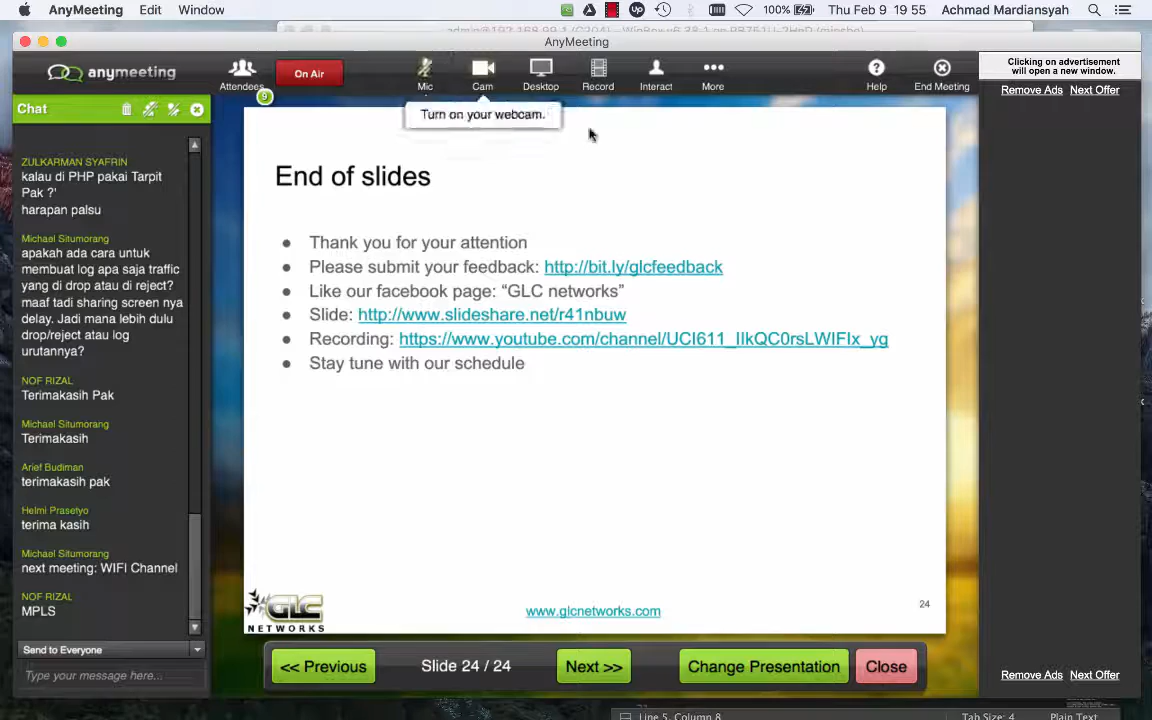 AnyMeeting Edit Window
100% Thu Feb 9 19 55 Achmad Mardiansyah
AnyMeeting
anymeeting
Attendees
9
On Air
Mic
Cam
Desktop
Record
Interact
More
Help
End Meeting
Turn on your webcam.
Clicking on advertisement
will open a new window.
Remove Ads Next Offer
Chat
ZULKARMAN SYAFRIN
kalau di PHP pakai Tarpit
Pak ?'
harapan palsu
Michael Situmorang
apakah ada cara untuk
membuat log apa saja traffic
yang di drop atau di reject?
maaf tadi sharing screen nya
delay. Jadi mana lebih dulu
drop/reject atau log
urutannya?
NOF RIZAL
Terimakasih Pak
Michael Situmorang
Terimakasih
Arief Budiman
terimakasih pak
Helmi Prasetyo
terima kasih
Michael Situmorang
next meeting: WIFI Channel
NOF RIZAL
MPLS
Send to Everyone
Type your message here...
End of slides
● Thank you for your attention
● Please submit your feedback: http://bit.ly/glcfeedback
● Like our facebook page: “GLC networks”
● Slide: http://www.slideshare.net/r41nbuw
● Recording: https://www.youtube.com/channel/UCI611_IIkQC0rsLWIFIx_yg
● Stay tune with our schedule
GLC
NETWORKS
www.glcnetworks.com
24
<< Previous
Slide 24 / 24
Next >>
Change Presentation
Close
Remove Ads Next Offer
Line 5, Column 8
Tab Size: 4 Plain Text